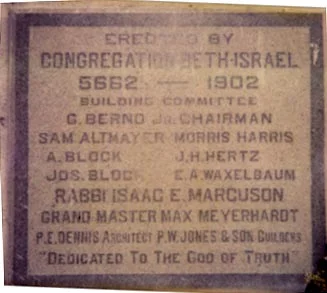 ERECTED BY
CONGREGATION BETH-ISRAEL
5662 — 1902
BUILDING COMMITTEE
G. BERND JR. CHAIRMAN
SAM ALTMAYER MORRIS HARRIS
A. BLOCK J.H. HERTZ
JOS. BLOCK E.A. WAXELBAUM
RABBI ISAAC E. MARCUSON
GRAND MASTER MAX MEYERHARDT
P.E. DENNIS ARCHITECT P.W. JONES & SON BUILDERS
"DEDICATED TO THE GOD OF TRUTH"